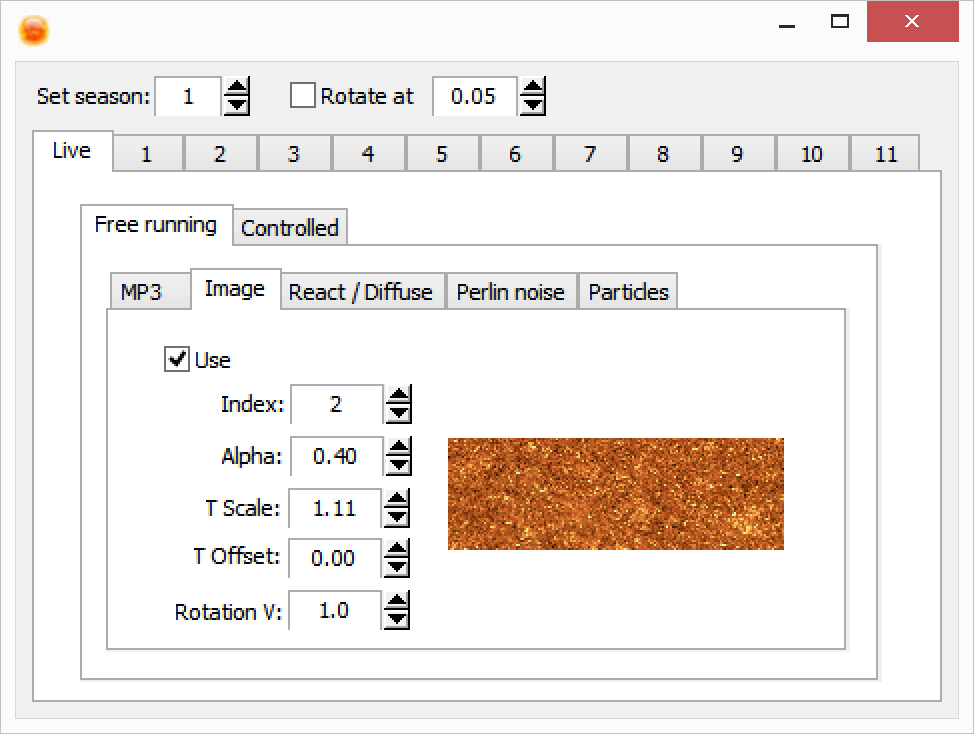 Set season: 1 Rotate at 0.05
Live 1 2 3 4 5 6 7 8 9 10 11
Free running Controlled
MP3 Image React / Diffuse Perlin noise Particles
Use
Index: 2
Alpha: 0.40
T Scale: 1.11
T Offset: 0.00
Rotation V: 1.0